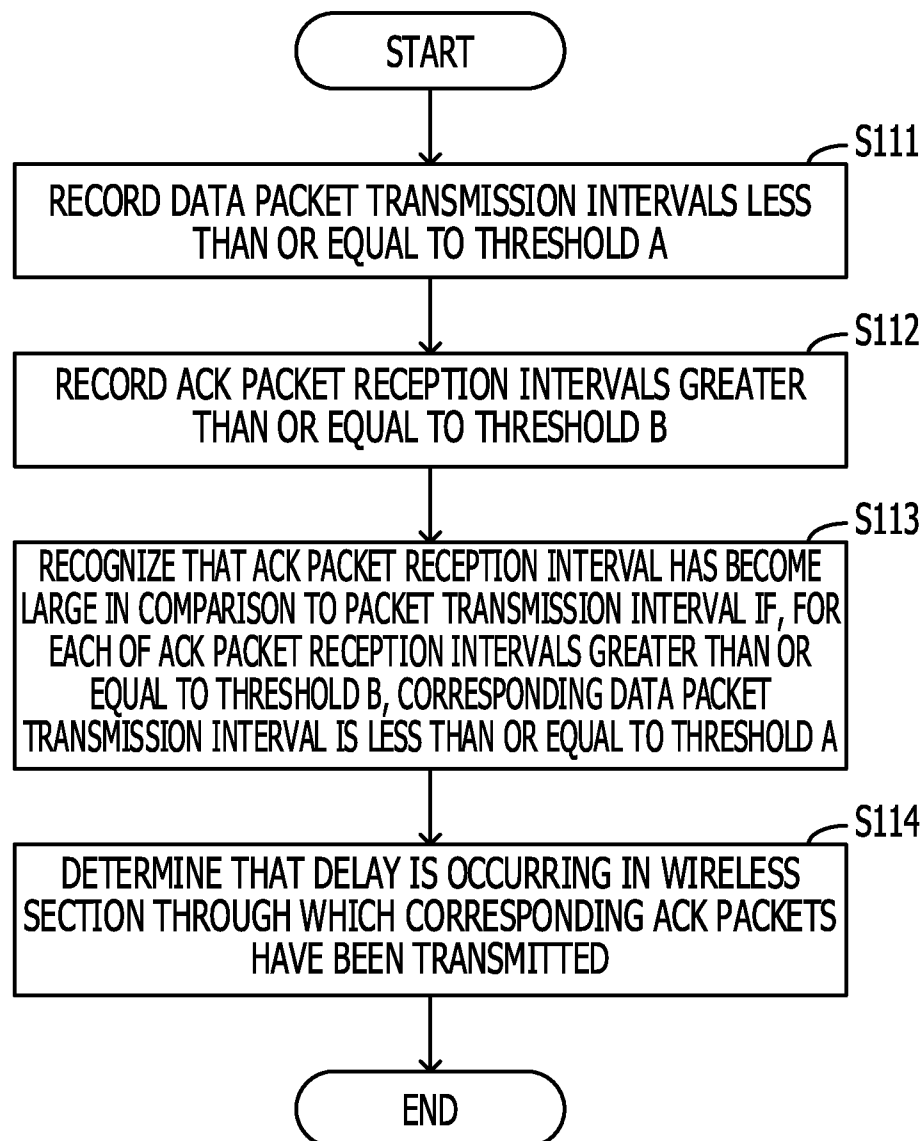 START
S111
RECORD DATA PACKET TRANSMISSION INTERVALS LESS
THAN OR EQUAL TO THRESHOLD A
S112
RECORD ACK PACKET RECEPTION INTERVALS GREATER
THAN OR EQUAL TO THRESHOLD B
S113
RECOGNIZE THAT ACK PACKET RECEPTION INTERVAL HAS BECOME
LARGE IN COMPARISON TO PACKET TRANSMISSION INTERVAL IF, FOR
EACH OF ACK PACKET RECEPTION INTERVALS GREATER THAN OR
EQUAL TO THRESHOLD B, CORRESPONDING DATA PACKET
TRANSMISSION INTERVAL IS LESS THAN OR EQUAL TO THRESHOLD A
S114
DETERMINE THAT DELAY IS OCCURRING IN WIRELESS
SECTION THROUGH WHICH CORRESPONDING ACK PACKETS
HAVE BEEN TRANSMITTED
END